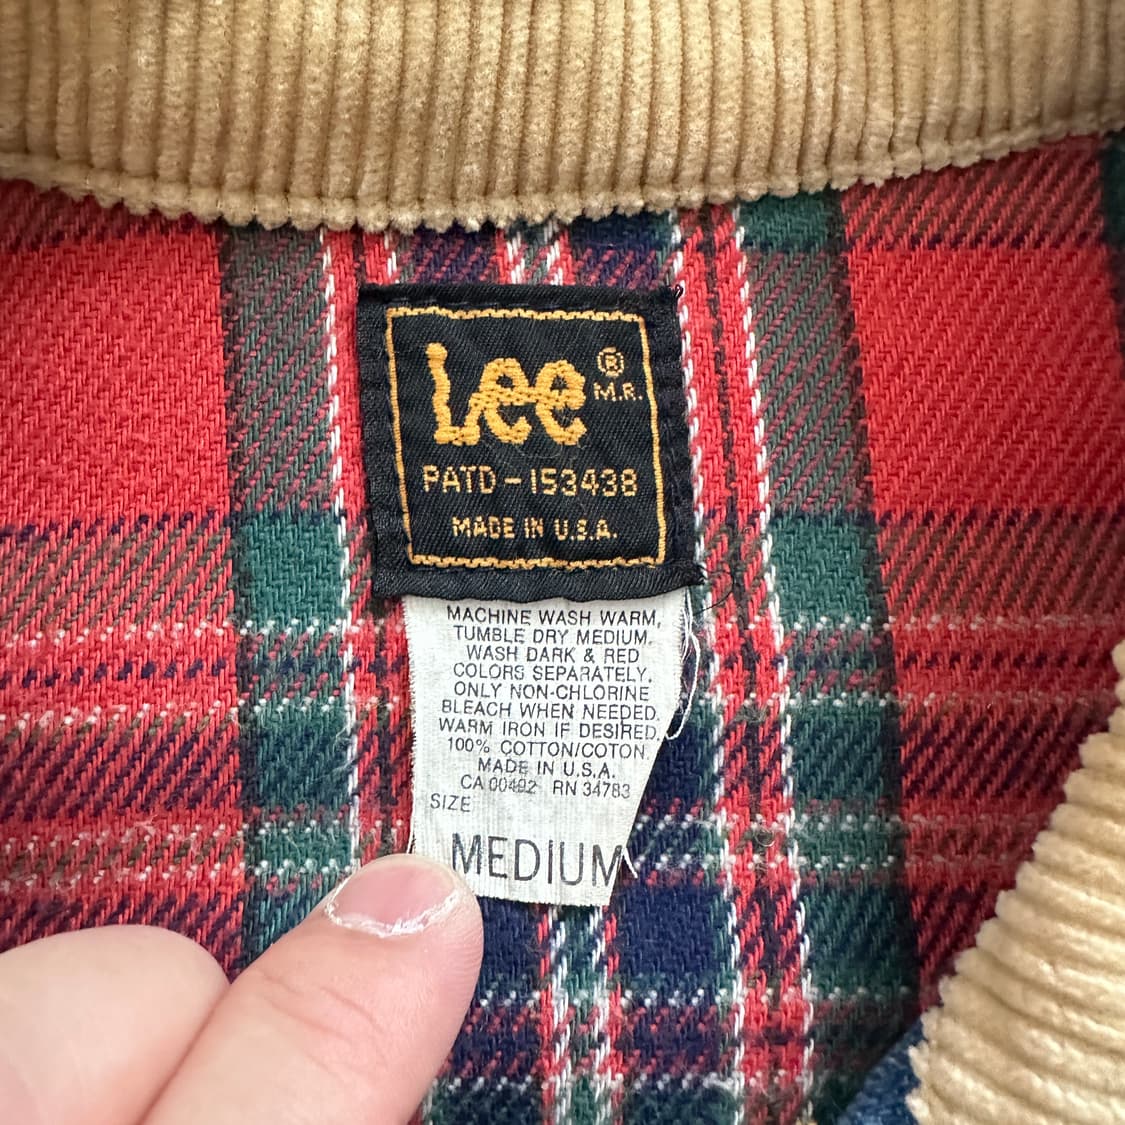 Lee ®
M.R.
PATD-153438
MADE IN U.S.A.
MACHINE WASH WARM,
TUMBLE DRY MEDIUM.
WASH DARK & RED
COLORS SEPARATELY.
ONLY NON-CHLORINE
BLEACH WHEN NEEDED.
WARM IRON IF DESIRED.
100% COTTON/COTON
MADE IN U.S.A.
CA 00492 RN 34783
SIZE
MEDIUM